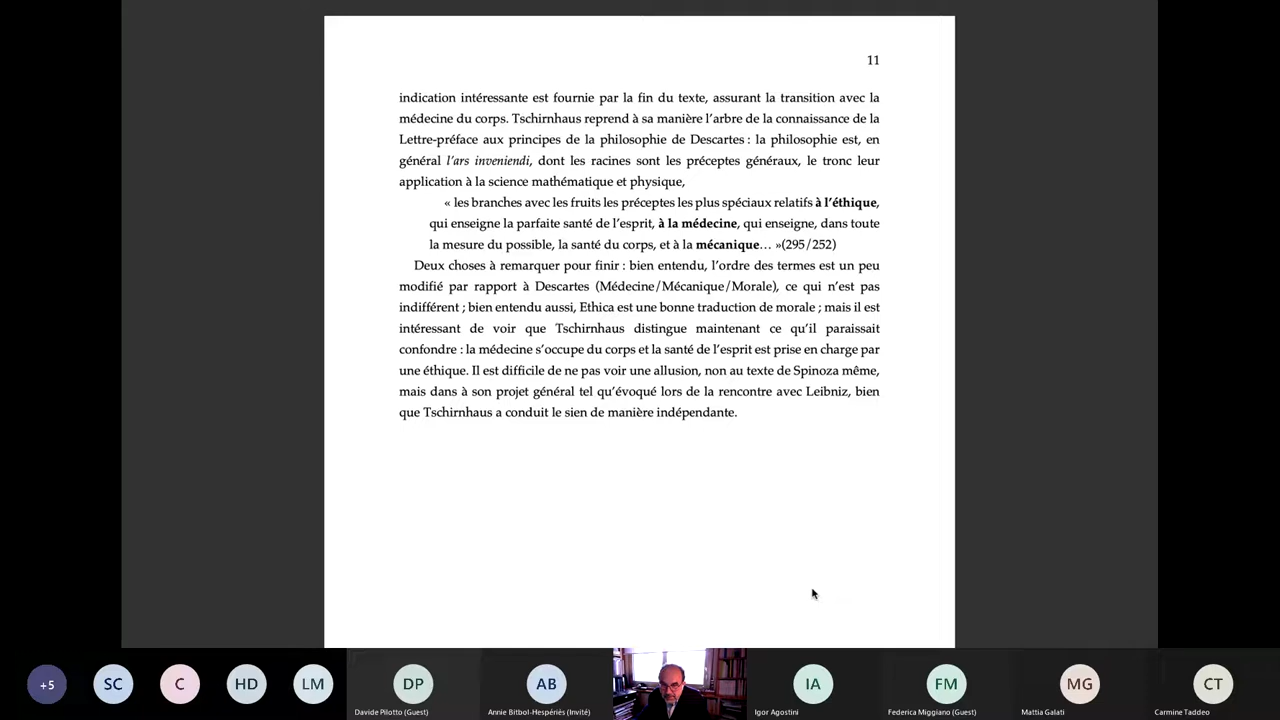 11
indication intéressante est fournie par la fin du texte, assurant la transition avec la
médecine du corps. Tschirnhaus reprend à sa manière l’arbre de la connaissance de la
Lettre-préface aux principes de la philosophie de Descartes : la philosophie est, en
général l’ars inveniendi, dont les racines sont les préceptes généraux, le tronc leur
application à la science mathématique et physique,
« les branches avec les fruits les préceptes les plus spéciaux relatifs à l’éthique,
qui enseigne la parfaite santé de l’esprit, à la médecine, qui enseigne, dans toute
la mesure du possible, la santé du corps, et à la mécanique… »(295/252)
Deux choses à remarquer pour finir : bien entendu, l’ordre des termes est un peu
modifié par rapport à Descartes (Médecine/Mécanique/Morale), ce qui n’est pas
indifférent ; bien entendu aussi, Ethica est une bonne traduction de morale ; mais il est
intéressant de voir que Tschirnhaus distingue maintenant ce qu’il paraissait
confondre : la médecine s’occupe du corps et la santé de l’esprit est prise en charge par
une éthique. Il est difficile de ne pas voir une allusion, non au texte de Spinoza même,
mais dans à son projet général tel qu’évoqué lors de la rencontre avec Leibniz, bien
que Tschirnhaus a conduit le sien de manière indépendante.
+5 SC C HD LM DP AB IA FM MG CT
Davide Pilotto (Guest) Annie Bitbol-Hespériès (Invité) Igor Agostini Federica Miggiano (Guest) Mattia Galati Carmine Taddeo